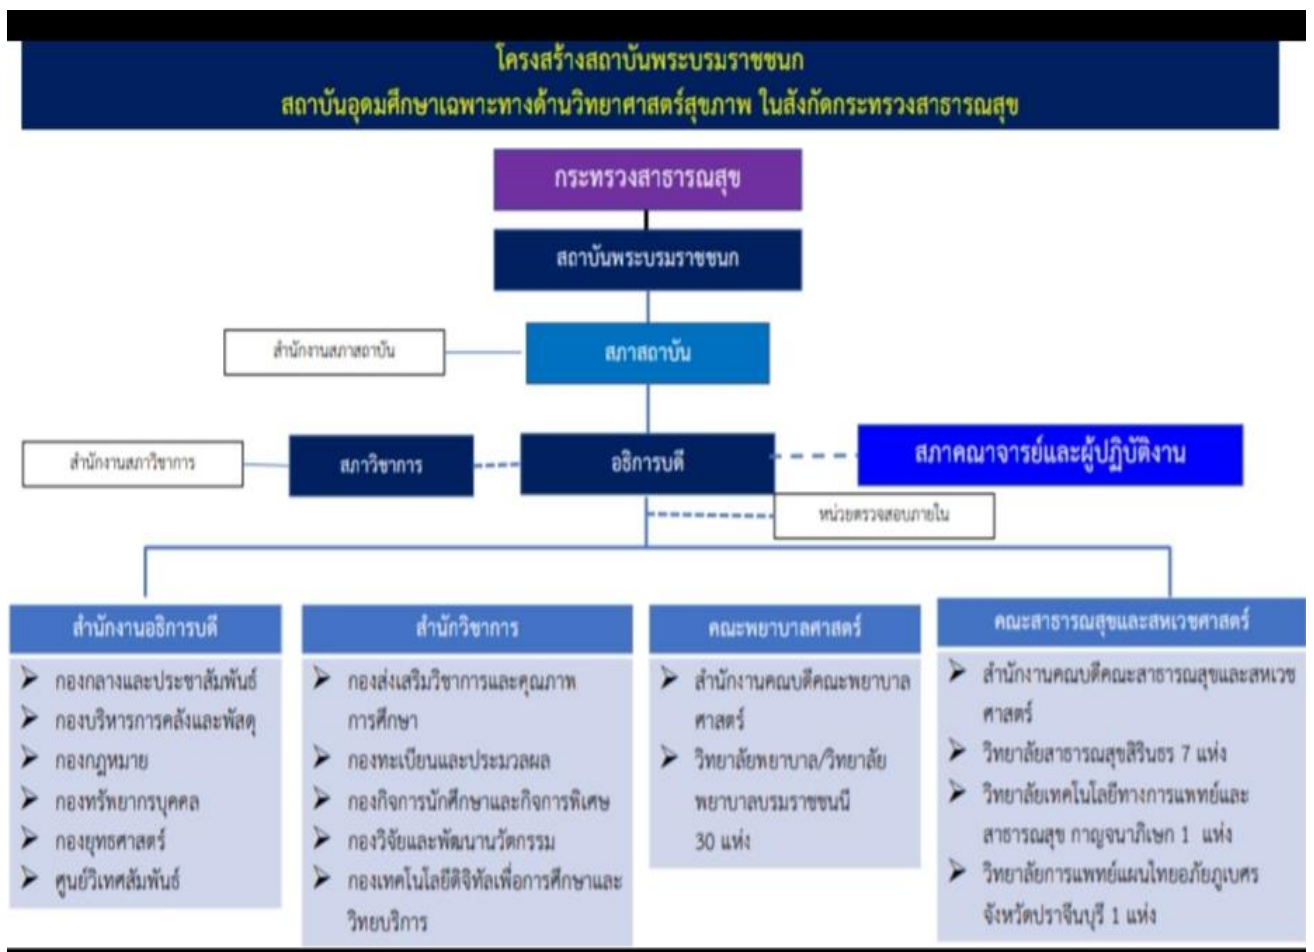 โครงสร้างสถาบันพระบรมราชชนก
สถาบันอุดมศึกษาเฉพาะทางด้านวิทยาศาสตร์สุขภาพ ในสังกัดกระทรวงสาธารณสุข
กระทรวงสาธารณสุข
สถาบันพระบรมราชชนก
สำนักงานสภาสถาบัน
สภาสถาบัน
สำนักงานสภาวิชาการ
สภาวิชาการ
อธิการบดี
สภาคณาจารย์และผู้ปฏิบัติงาน
หน่วยตรวจสอบภายใน
สำนักงานอธิการบดี
กองกลางและประชาสัมพันธ์
กองบริหารการคลังและพัสดุ
กองกฎหมาย
กองทรัพยากรบุคคล
กองยุทธศาสตร์
ศูนย์วิเทศสัมพันธ์
สำนักวิชาการ
กองส่งเสริมวิชาการและคุณภาพ
การศึกษา
กองทะเบียนและประมวลผล
กองกิจการนักศึกษาและกิจการพิเศษ
กองวิจัยและพัฒนานวัตกรรม
กองเทคโนโลยีดิจิทัลเพื่อการศึกษาและ
วิทยบริการ
คณะพยาบาลศาสตร์
สำนักงานคณบดีคณะพยาบาล
ศาสตร์
วิทยาลัยพยาบาล/วิทยาลัย
พยาบาลบรมราชชนนี
30 แห่ง
คณะสาธารณสุขและสหเวชศาสตร์
สำนักงานคณบดีคณะสาธารณสุขและสหเวช
ศาสตร์
วิทยาลัยสาธารณสุขสิรินธร 7 แห่ง
วิทยาลัยเทคโนโลยีทางการแพทย์และ
สาธารณสุข กาญจนาภิเษก 1 แห่ง
วิทยาลัยการแพทย์แผนไทยอภัยภูเบศร
จังหวัดปราจีนบุรี 1 แห่ง